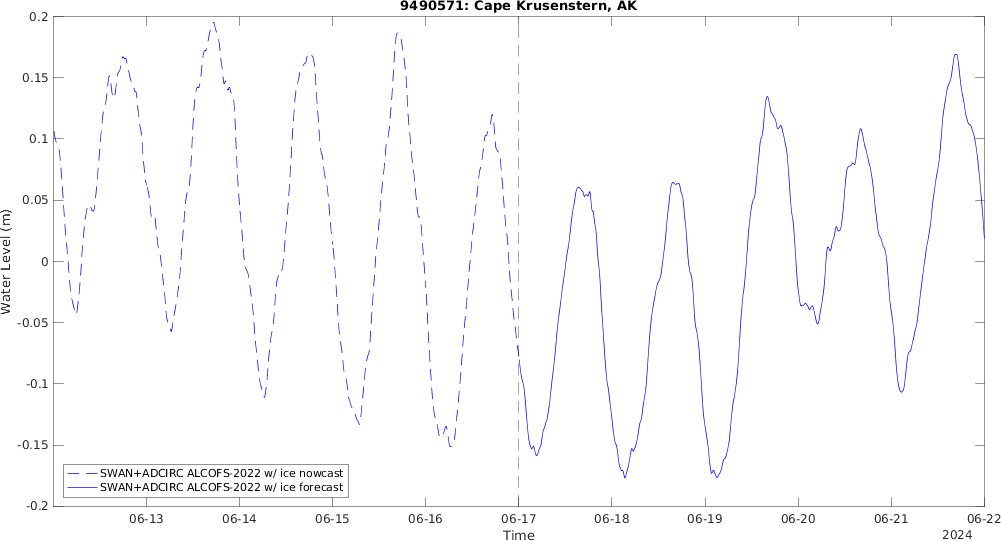 9490571: Cape Krusenstern, AK
Water Level (m)
0.2
0.15
0.1
0.05
0
-0.05
-0.1
-0.15
-0.2
SWAN+ADCIRC ALCOFS-2022 w/ ice nowcast
SWAN+ADCIRC ALCOFS-2022 w/ ice forecast
06-13 06-14 06-15 06-16 06-17 06-18 06-19 06-20 06-21 06-22
Time
2024